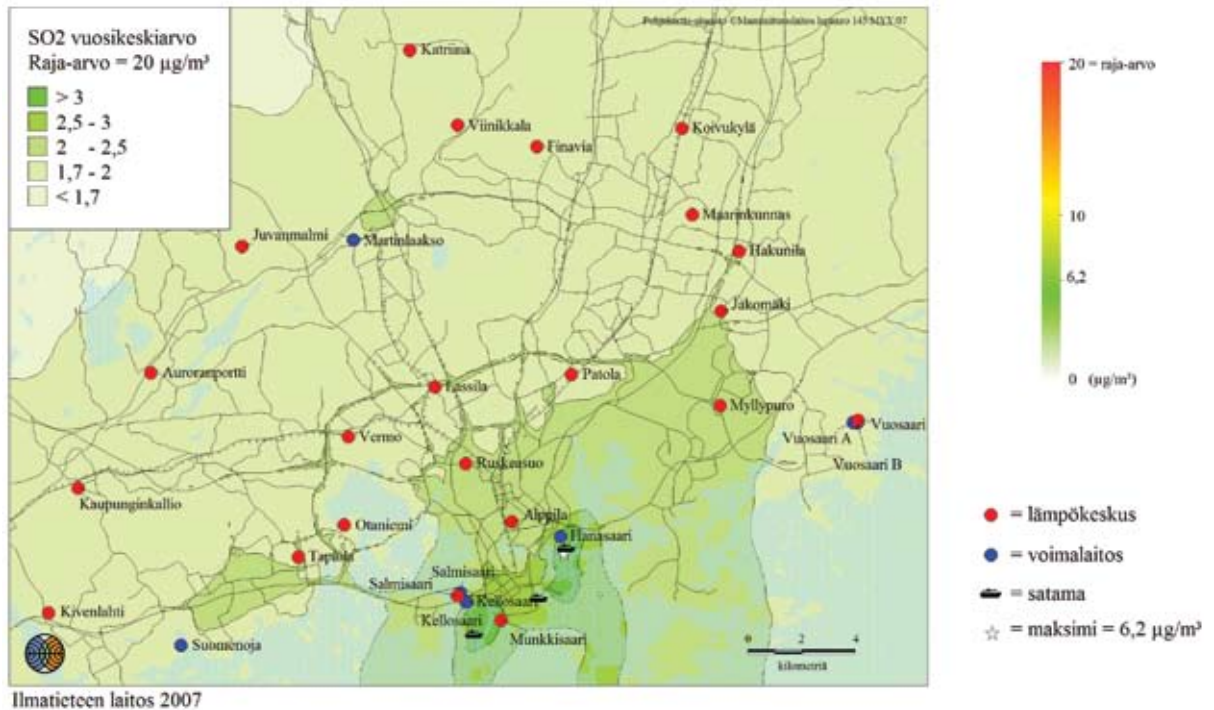 SO2 vuosikeskiarvo
Raja-arvo = 20 µg/m³
> 3
2,5 - 3
2 - 2,5
1,7 - 2
< 1,7
Katriina
Viinikkala
Finavia
Koivukylä
Maarinkunnas
Juvanmalmi
Martinlaakso
Hakunila
Jakomäki
Auroranportti
Lassila
Patola
Myllypuro
Vuosaari A
Vuosaari
Vuosaari B
Vermo
Ruskeasuo
Kaupunginkallio
Otaniemi
Alppila
Hanasaari
Tapiola
Salmisaari
Salmisaari
Kellosaari
Kellosaari
Munkkisaari
Kivenlahti
Suomenoja
0 2 4
kilometriä
Ilmatieteen laitos 2007
20 = raja-arvo
10
6,2
0 (µg/m³)
= lämpökeskus
= voimalaitos
= satama
= maksimi = 6,2 µg/m³